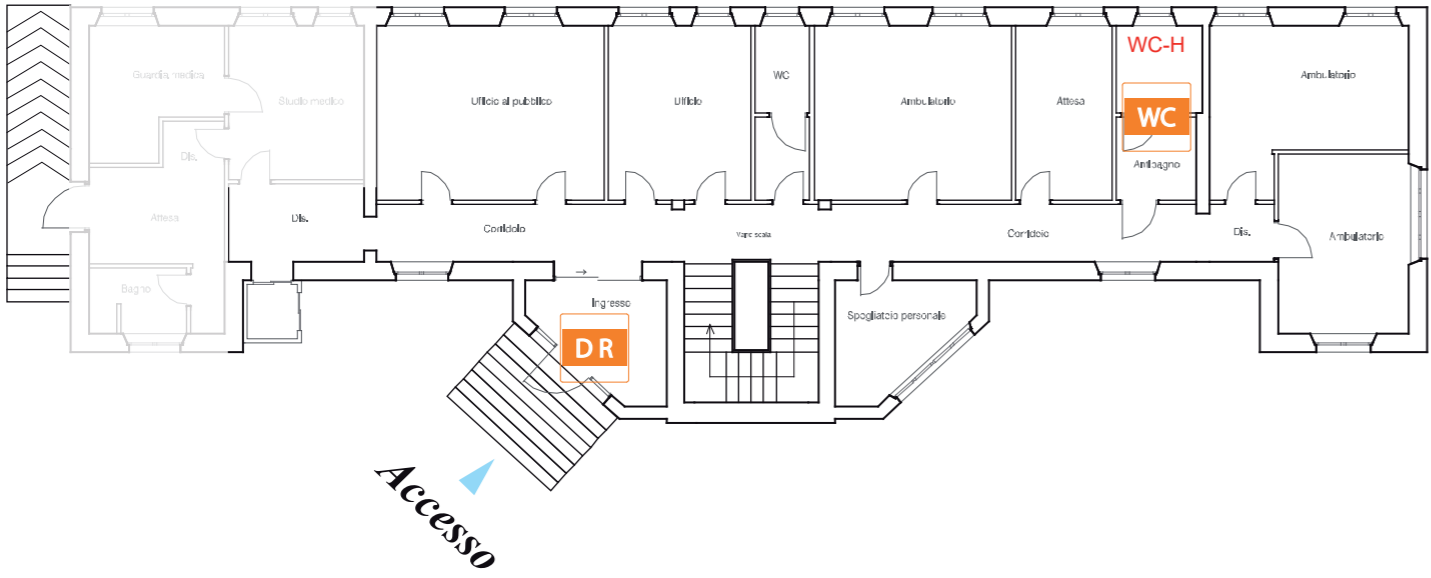 WC-H
Guardia medica
Studio medico
Ufficio al pubblico
Ufficio
WC
Ambulatorio
Attesa
WC
Ambulatorio
Dis.
Antibagno
Attesa
Dis.
Corridoio
Vano scala
Corridoio
Dis.
Ambulatorio
Bagno
Ingresso
Spogliatoio personale
DR
Accesso